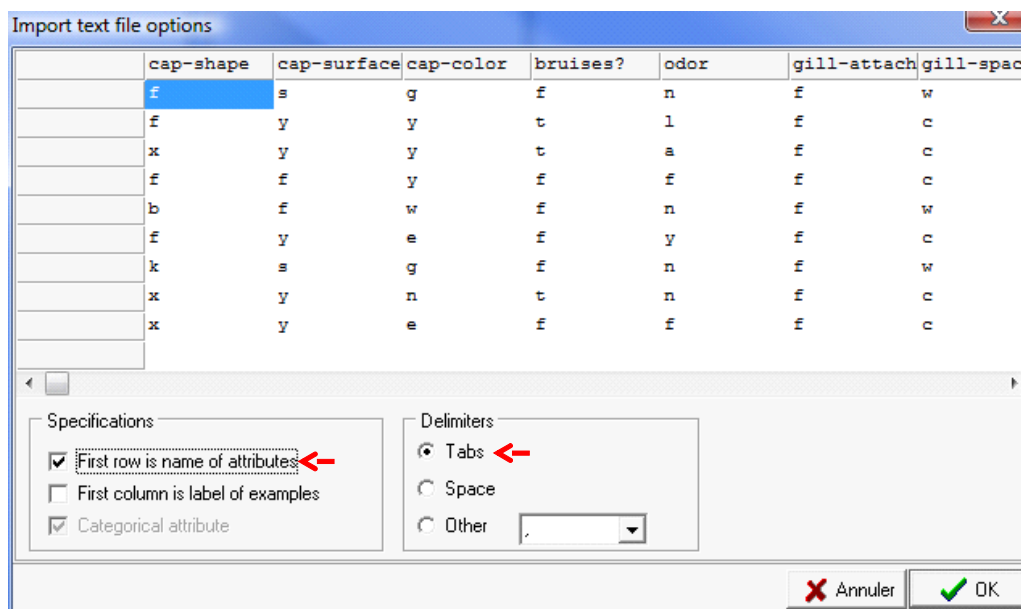 Import text file options
X
cap-shape cap-surface cap-color bruises? odor gill-attach gill-spac
f s g f n f w
f y y t l f c
x y y t a f c
f f y f f f c
b f w f n f w
f y e f y f c
k s g f n f w
x y n t n f c
x y e f f f c
Specifications
First row is name of attributes
First column is label of examples
Categorical attribute
Delimiters
Tabs
Space
Other ,
Annuler OK